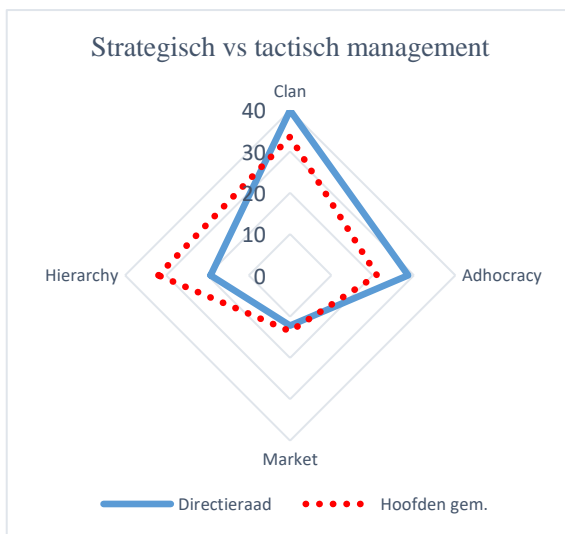 Strategisch vs tactisch management
Clan
40
30
20
10
0
Hierarchy
Adhocracy
Market
Directieraad
Hoofden gem.